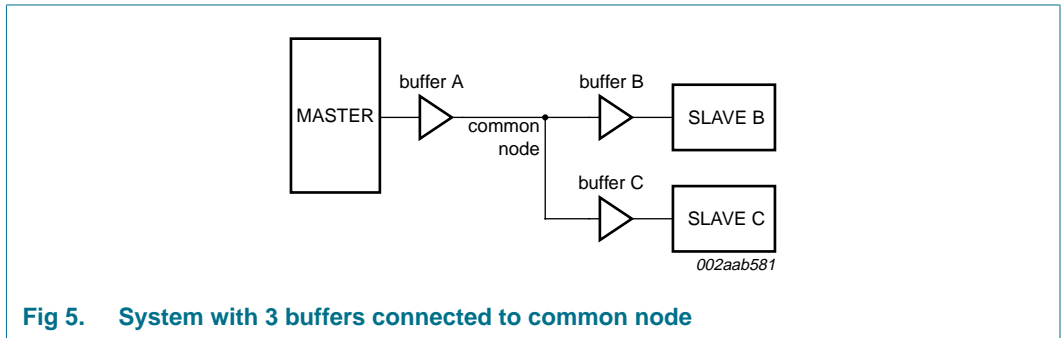 buffer A
buffer B
MASTER
SLAVE B
common
node
buffer C
SLAVE C
002aab581
Fig 5. System with 3 buffers connected to common node